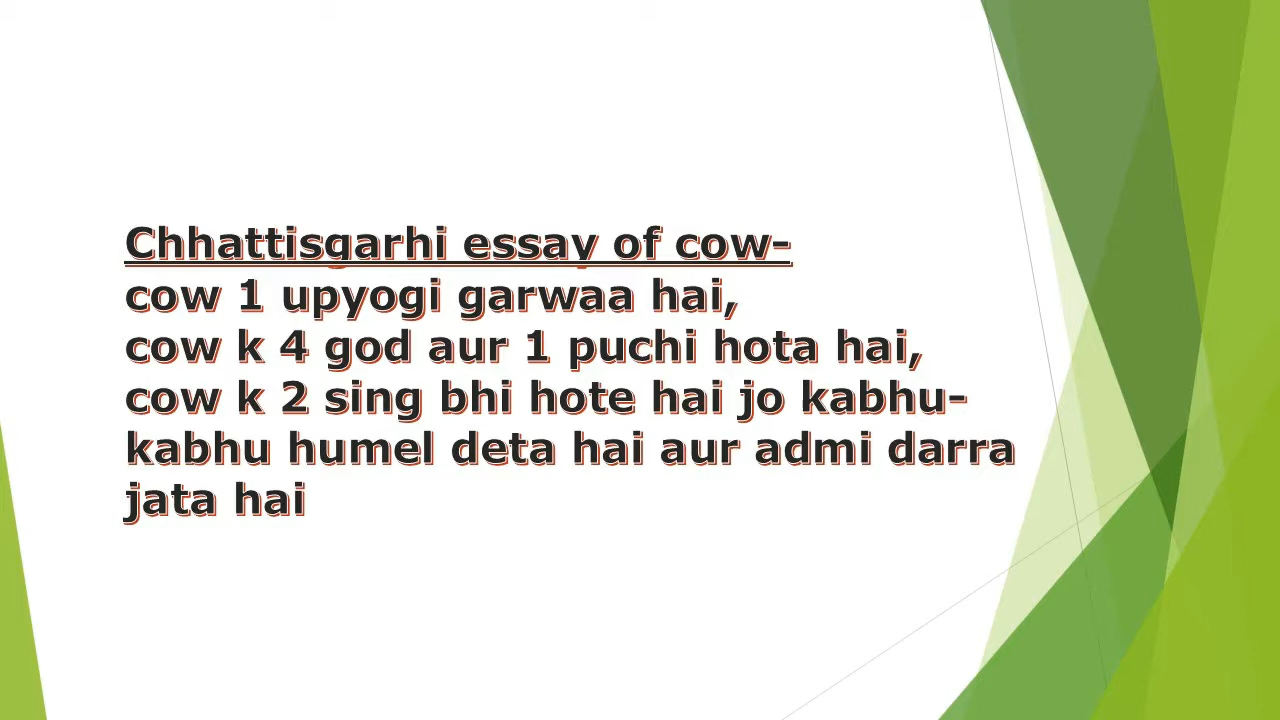 Chhattisgarhi essay of cow-
cow 1 upyogi garwaa hai,
cow k 4 god aur 1 puchi hota hai,
cow k 2 sing bhi hote hai jo kabhu-
kabhu humel deta hai aur admi darra
jata hai